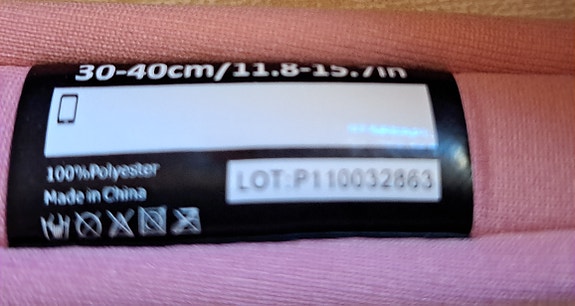 30-40cm/11.8-15.7in
100%Polyester
Made in China
LOT:P110032863